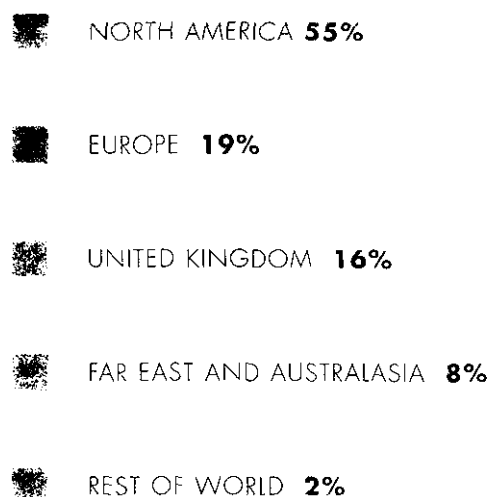 NORTH AMERICA 55%
EUROPE 19%
UNITED KINGDOM 16%
FAR EAST AND AUSTRALASIA 8%
REST OF WORLD 2%